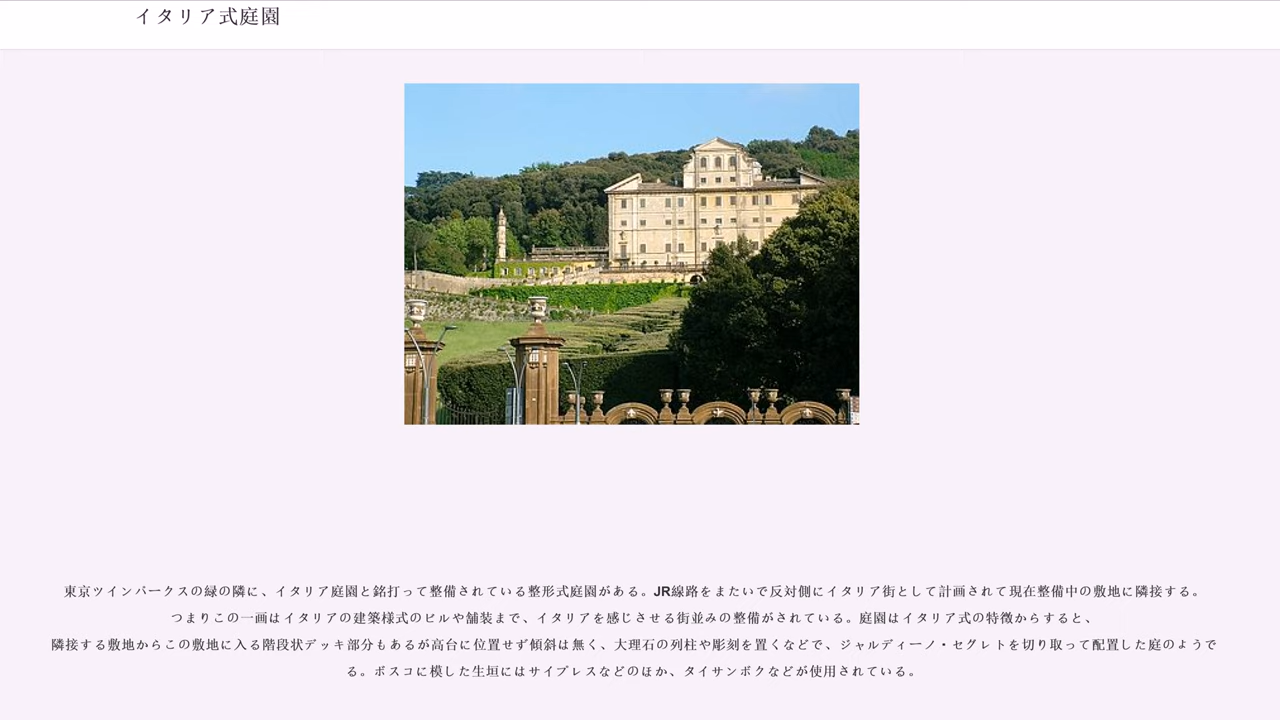 イタリア式庭園
東京ツインパークスの緑の隣に、イタリア庭園と銘打って整備されている整形式庭園がある。JR線路をまたいで反対側にイタリア街として計画されて現在整備中の敷地に隣接する。
つまりこの一画はイタリアの建築様式のビルや舗装まで、イタリアを感じさせる街並みの整備がされている。庭園はイタリア式の特徴からすると、
隣接する敷地からこの敷地に入る階段状デッキ部分もあるが高台に位置せず傾斜は無く、大理石の列柱や彫刻を置くなどで、ジャルディーノ・セグレトを切り取って配置した庭のようで
る。ボスコに模した生垣にはサイプレスなどのほか、タイサンボクなどが使用されている。